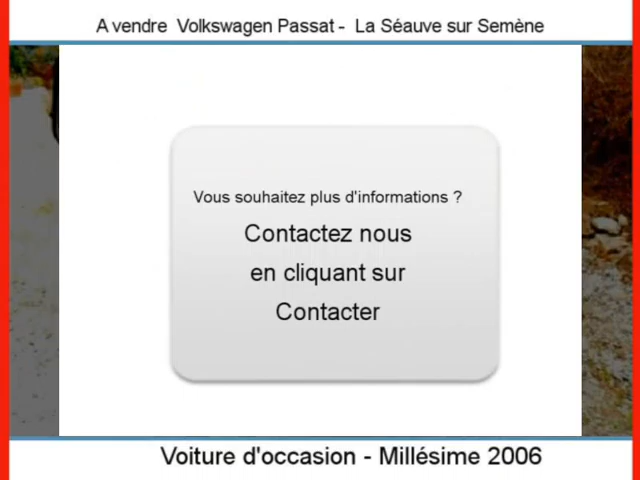 A vendre Volkswagen Passat - La Séauve sur Semène
Vous souhaitez plus d'informations ?
Contactez nous
en cliquant sur
Contacter
Voiture d'occasion - Millésime 2006